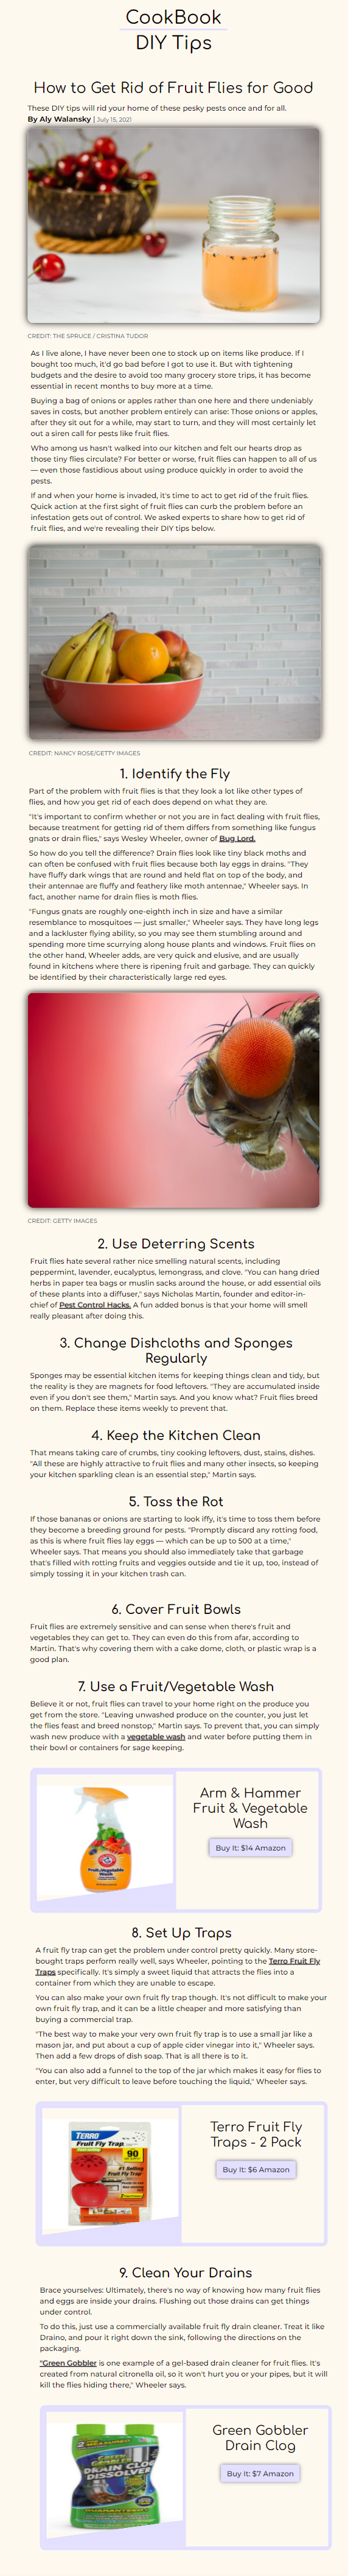 CookBook
DIY Tips
How to Get Rid of Fruit Flies for Good
These DIY tips will rid your home of these pesky pests once and for all.
By Aly Walansky | July 15, 2021
CREDIT: THE SPRUCE / CRISTINA TUDOR
As I live alone, I have never been one to stock up on items like produce. If I
bought too much, it'd go bad before I got to use it. But with tightening
budgets and the desire to avoid too many grocery store trips, it has become
essential in recent months to buy more at a time.
Buying a bag of onions or apples rather than one here and there undeniably
saves in costs, but another problem entirely can arise: Those onions or apples,
after they sit out for a while, may start to turn, and they will most certainly let
out a siren call for pests like fruit flies.
Who among us hasn't walked into our kitchen and felt our hearts drop as
those tiny flies circulate? For better or worse, fruit flies can happen to all of us
— even those fastidious about using produce quickly in order to avoid the
pests.
If and when your home is invaded, it's time to act to get rid of the fruit flies.
Quick action at the first sight of fruit flies can curb the problem before an
infestation gets out of control. We asked experts to share how to get rid of
fruit flies, and we're revealing their DIY tips below.
CREDIT: NANCY ROSE/GETTY IMAGES
1. Identify the Fly
Part of the problem with fruit flies is that they look a lot like other types of
flies, and how you get rid of each does depend on what they are.
"It's important to confirm whether or not you are in fact dealing with fruit flies,
because treatment for getting rid of them differs from something like fungus
gnats or drain flies," says Wesley Wheeler, owner of Bug Lord.
So how do you tell the difference? Drain flies look like tiny black moths and
can often be confused with fruit flies because both lay eggs in drains. "They
have fluffy dark wings that are round and held flat on top of the body, and
their antennae are fluffy and feathery like moth antennae," Wheeler says. In
fact, another name for drain flies is moth flies.
"Fungus gnats are roughly one-eighth inch in size and have a similar
resemblance to mosquitoes — just smaller," Wheeler says. They have long legs
and a lackluster flying ability, so you may see them stumbling around and
spending more time scurrying along house plants and windows. Fruit flies on
the other hand, Wheeler adds, are very quick and elusive, and are usually
found in kitchens where there is ripening fruit and garbage. They can quickly
be identified by their characteristically large red eyes.
CREDIT: GETTY IMAGES
2. Use Deterring Scents
Fruit flies hate several rather nice smelling natural scents, including
peppermint, lavender, eucalyptus, lemongrass, and clove. "You can hang dried
herbs in paper tea bags or muslin sacks around the house, or add essential oils
of these plants into a diffuser," says Nicholas Martin, founder and editor-in-
chief of Pest Control Hacks. A fun added bonus is that your home will smell
really pleasant after doing this.
3. Change Dishcloths and Sponges
Regularly
Sponges may be essential kitchen items for keeping things clean and tidy, but
the reality is they are magnets for food leftovers. "They are accumulated inside
even if you don't see them," Martin says. And you know what? Fruit flies breed
on them. Replace these items weekly to prevent that.
4. Keep the Kitchen Clean
That means taking care of crumbs, tiny cooking leftovers, dust, stains, dishes.
"All these are highly attractive to fruit flies and many other insects, so keeping
your kitchen sparkling clean is an essential step," Martin says.
5. Toss the Rot
If those bananas or onions are starting to look iffy, it's time to toss them before
they become a breeding ground for pests. "Promptly discard any rotting food,
as this is where fruit flies lay eggs — which can be up to 500 at a time,"
Wheeler says. That means you should also immediately take that garbage
that's filled with rotting fruits and veggies outside and tie it up, too, instead of
simply tossing it in your kitchen trash can.
6. Cover Fruit Bowls
Fruit flies are extremely sensitive and can sense when there's fruit and
vegetables they can get to. They can even do this from afar, according to
Martin. That's why covering them with a cake dome, cloth, or plastic wrap is a
good plan.
7. Use a Fruit/Vegetable Wash
Believe it or not, fruit flies can travel to your home right on the produce you
get from the store. "Leaving unwashed produce on the counter, you just let
the flies feast and breed nonstop," Martin says. To prevent that, you can simply
wash new produce with a vegetable wash and water before putting them in
their bowl or containers for sage keeping.
Fruit/Vegetable
Wash
Arm & Hammer
Fruit & Vegetable
Wash
Buy It: $14 Amazon
8. Set Up Traps
A fruit fly trap can get the problem under control pretty quickly. Many store-
bought traps perform really well, says Wheeler, pointing to the Terro Fruit Fly
Traps specifically. It's simply a sweet liquid that attracts the flies into a
container from which they are unable to escape.
You can also make your own fruit fly trap though. It's not difficult to make your
own fruit fly trap, and it can be a little cheaper and more satisfying than
buying a commercial trap.
"The best way to make your very own fruit fly trap is to use a small jar like a
mason jar, and put about a cup of apple cider vinegar into it," Wheeler says.
Then add a few drops of dish soap. That is all there is to it.
"You can also add a funnel to the top of the jar which makes it easy for flies to
enter, but very difficult to leave before touching the liquid," Wheeler says.
TERRO
Fruit Fly Trap
90
#1 Selling
Fruit Fly Trap
Terro Fruit Fly
Traps - 2 Pack
Buy It: $6 Amazon
9. Clean Your Drains
Brace yourselves: Ultimately, there's no way of knowing how many fruit flies
and eggs are inside your drains. Flushing out those drains can get things
under control.
To do this, just use a commercially available fruit fly drain cleaner. Treat it like
Draino, and pour it right down the sink, following the directions on the
packaging.
"Green Gobbler is one example of a gel-based drain cleaner for fruit flies. It's
created from natural citronella oil, so it won't hurt you or your pipes, but it will
kill the flies hiding there," Wheeler says.
DRAIN CLOG
DISSOLVER
GUARANTEED
Green Gobbler
Drain Clog
Buy It: $7 Amazon